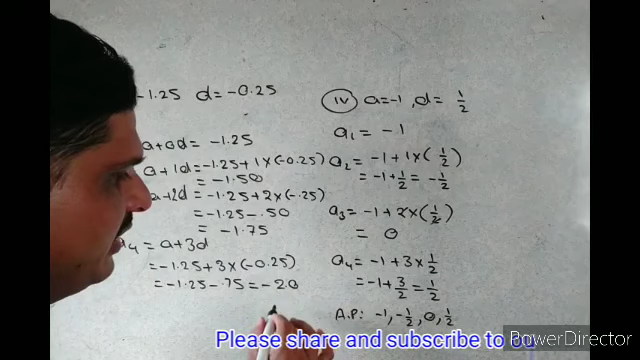 -1.25 d=-0.25
a+0d = -1.25
a+1d = -1.25+1×(-0.25)
= -1.50
a+2d = -1.25+2×(-.25)
= -1.25-.50
= -1.75
a4 = a+3d
= -1.25+3×(-0.25)
= -1.25-.75=-2.0
iv a=-1, d= 1/2
a1 = -1
a2 = -1+1×(1/2)
= -1+1/2 = -1/2
a3 = -1+2×(1/2)
= 0
a4 = -1+3×1/2
= -1+3/2 = 1/2
A.P: -1, -1/2, 0, 1/2
Please share and subscribe to ou
PowerDirector